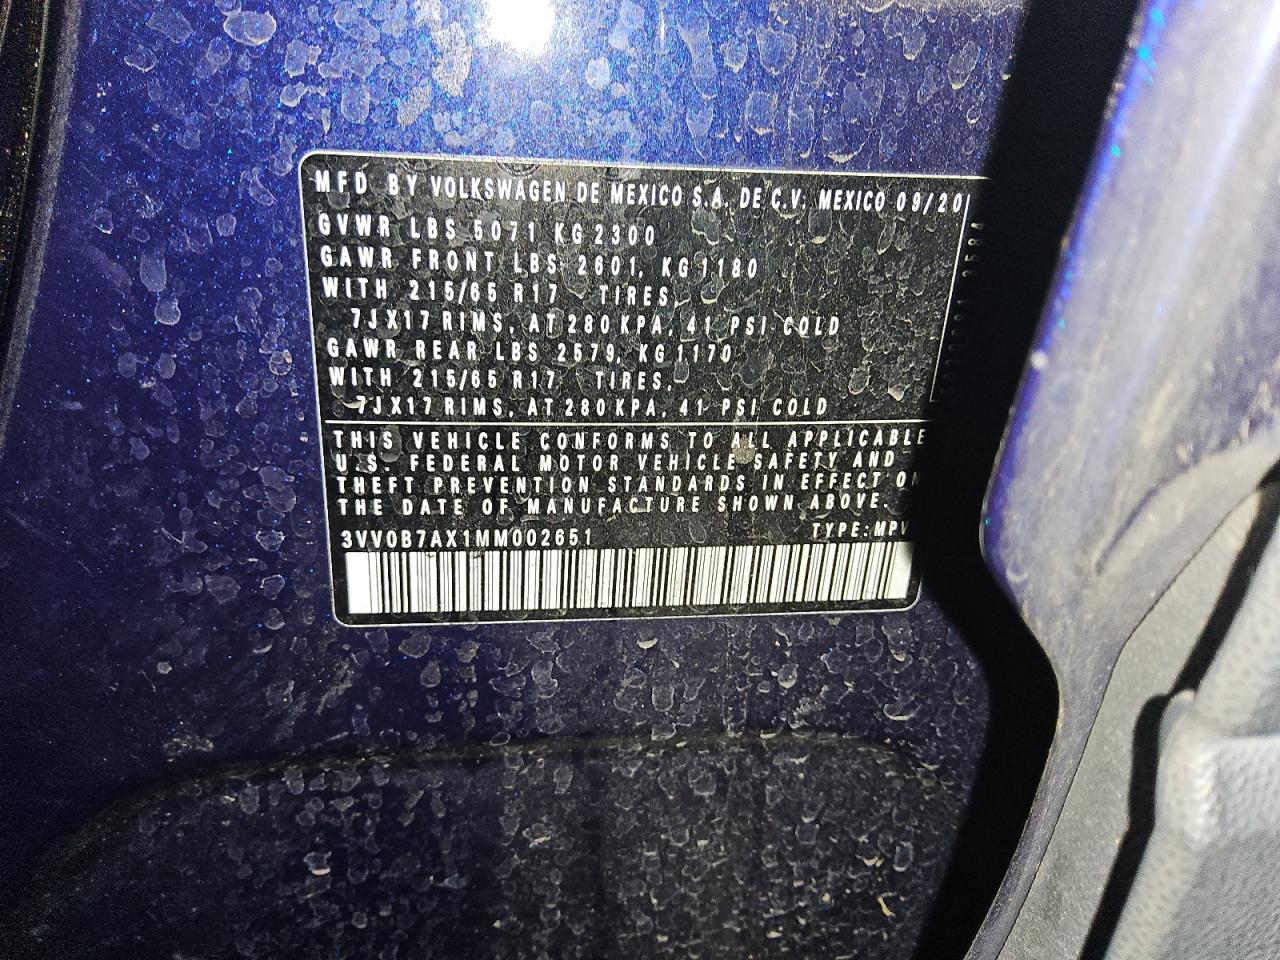 MFD BY VOLKSWAGEN DE MEXICO S.A. DE C.V. MEXICO 09/20
GVWR LBS 5071 KG 2300
GAWR FRONT LBS 2601, KG 1180
WITH 215/65 R17 TIRES,
7JX17 RIMS, AT 280 KPA, 41 PSI COLD
GAWR REAR LBS 2579, KG 1170
WITH 215/65 R17 TIRES,
7JX17 RIMS, AT 280 KPA, 41 PSI COLD
THIS VEHICLE CONFORMS TO ALL APPLICABLE
U.S. FEDERAL MOTOR VEHICLE SAFETY AND
THEFT PREVENTION STANDARDS IN EFFECT ON
THE DATE OF MANUFACTURE SHOWN ABOVE.
3VV0B7AX1MM002651 TYPE: MPV